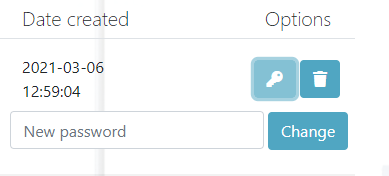 Date created Options
2021-03-06
12:59:04
New password Change